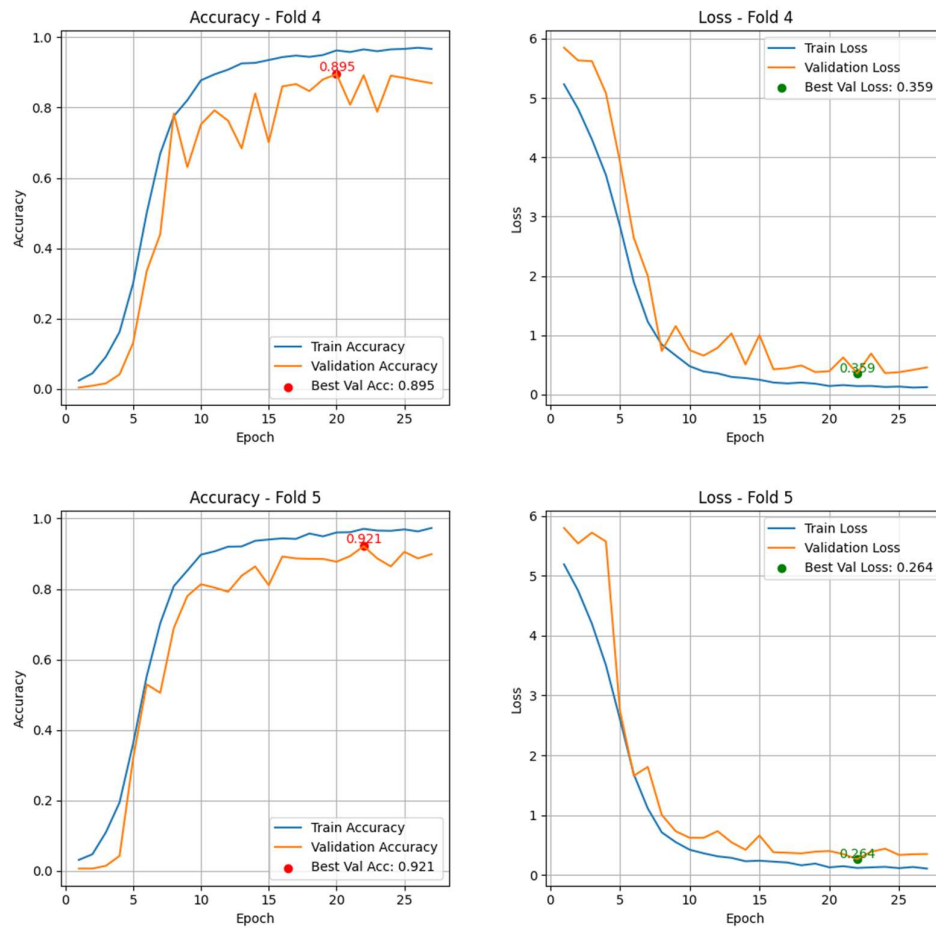 Accuracy - Fold 4
1.0
0.8
0.6
0.4
0.2
0.0
Accuracy
0.895
Train Accuracy
Validation Accuracy
Best Val Acc: 0.895
0 5 10 15 20 25
Epoch
Loss - Fold 4
6
5
4
3
2
1
0
Loss
Train Loss
Validation Loss
Best Val Loss: 0.359
0.359
0 5 10 15 20 25
Epoch
Accuracy - Fold 5
1.0
0.8
0.6
0.4
0.2
0.0
Accuracy
0.921
Train Accuracy
Validation Accuracy
Best Val Acc: 0.921
0 5 10 15 20 25
Epoch
Loss - Fold 5
6
5
4
3
2
1
0
Loss
Train Loss
Validation Loss
Best Val Loss: 0.264
0.264
0 5 10 15 20 25
Epoch